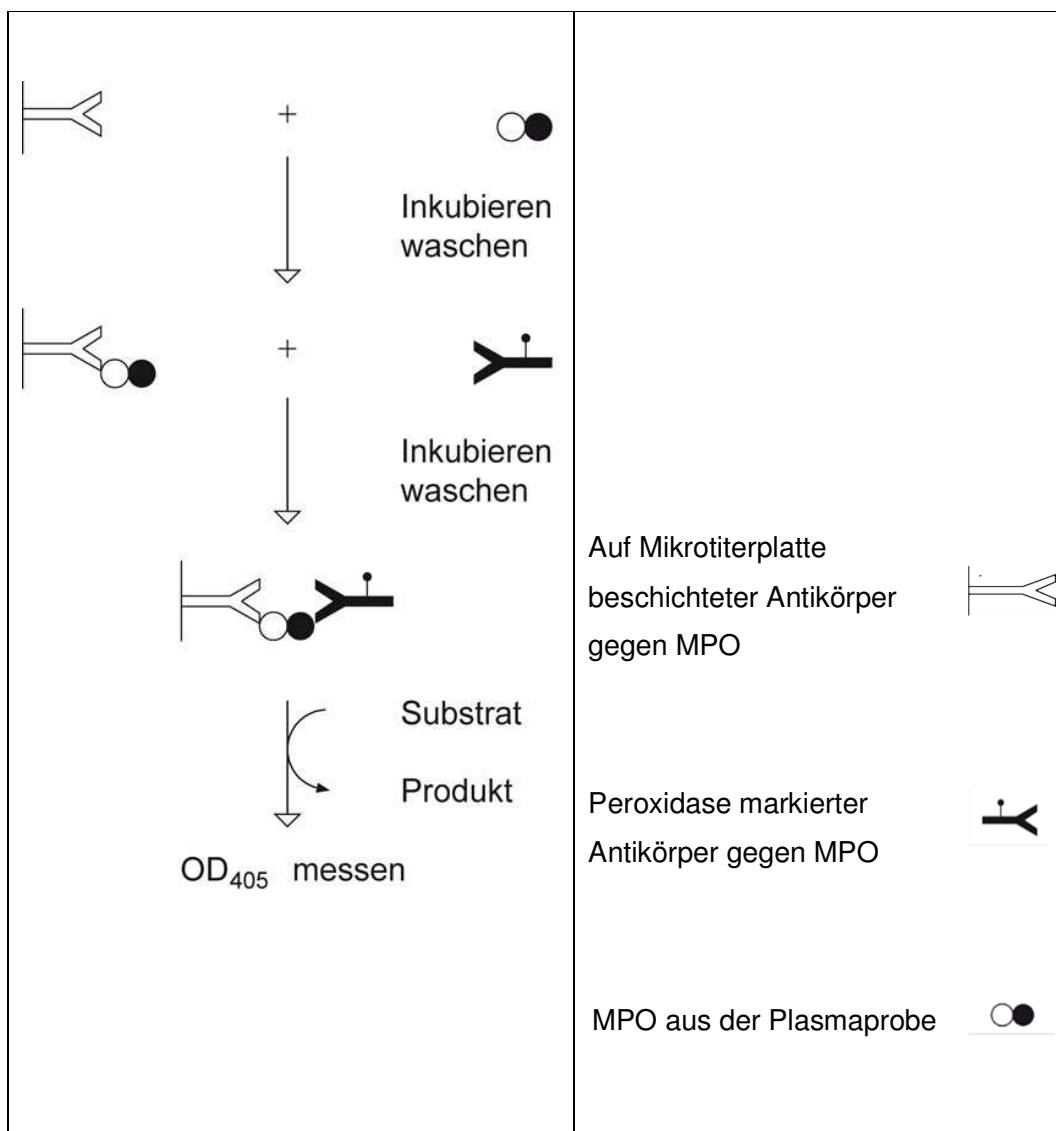 +
Inkubieren
waschen
+
Inkubieren
waschen
Substrat
Produkt
OD₄₀₅ messen
Auf Mikrotiterplatte
beschichteter Antikörper
gegen MPO
Peroxidase markierter
Antikörper gegen MPO
MPO aus der Plasmaprobe